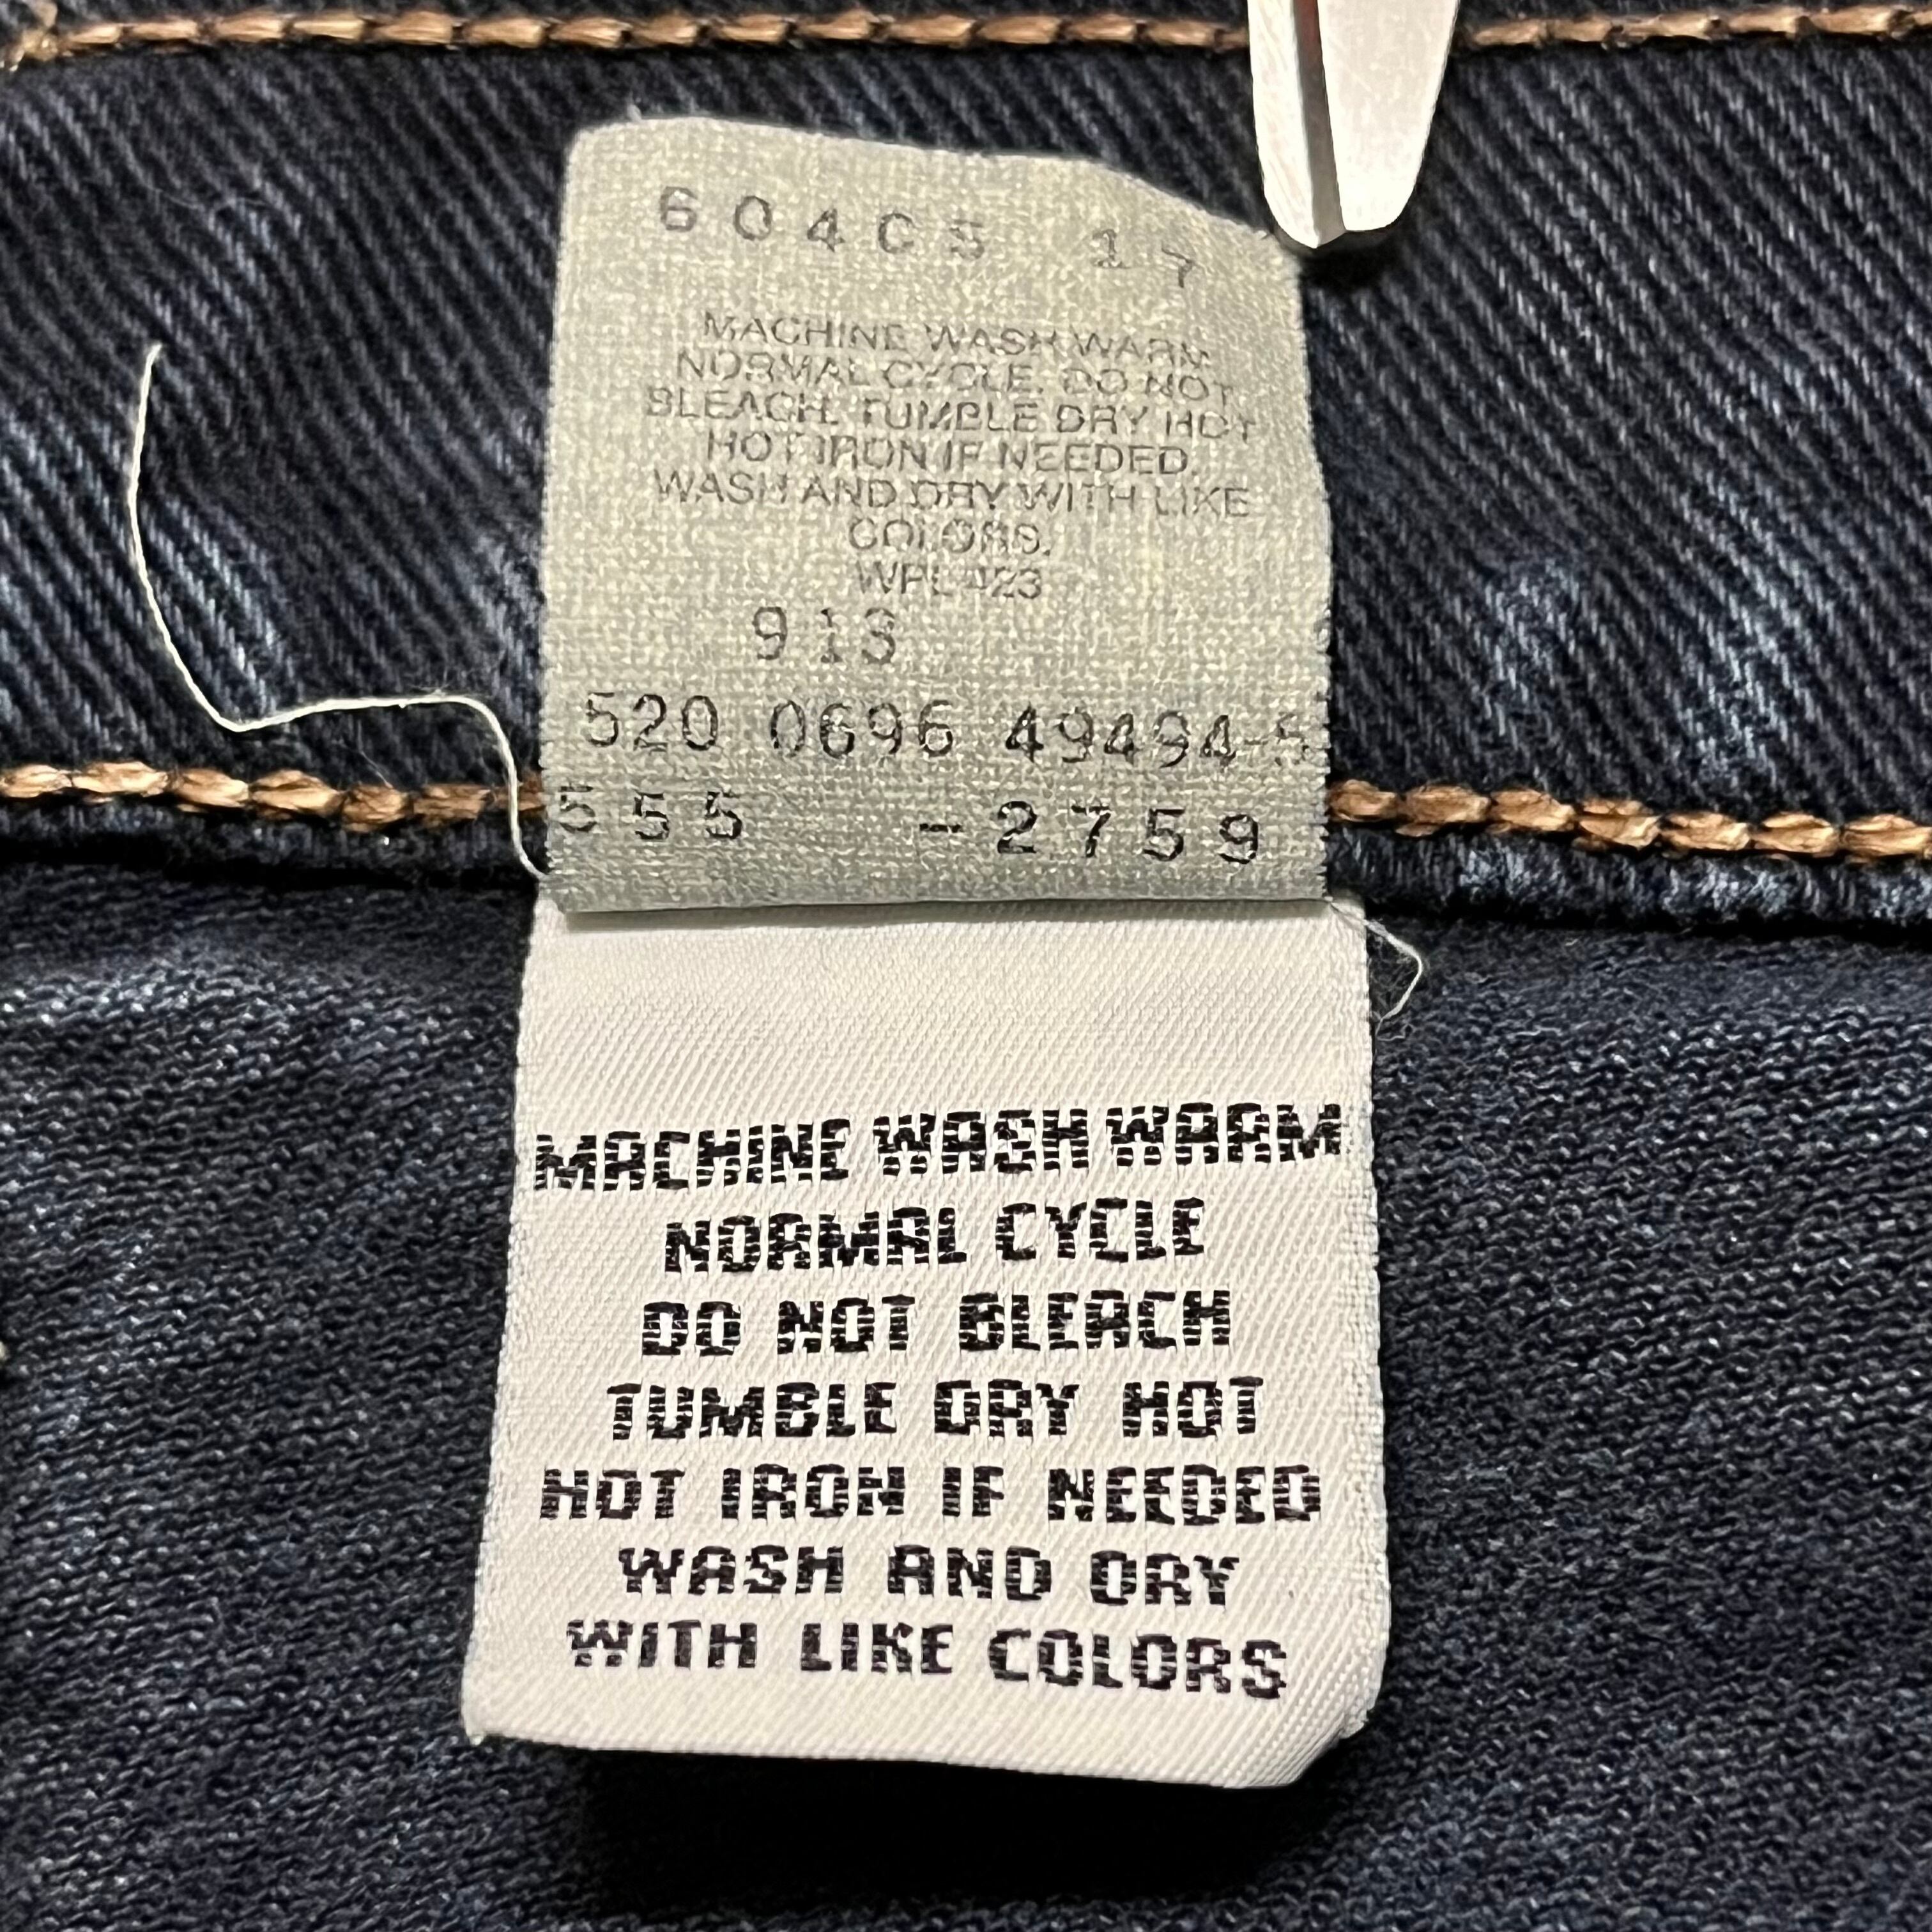 604C5 17
MACHINE WASH WARM
NORMAL CYCLE. DO NOT
BLEACH. TUMBLE DRY HOT
HOT IRON IF NEEDED.
WASH AND DRY WITH LIKE
COLORS.
WPL 423
913
520 0696 49494-5
555 -2759
MACHINE WASH WARM
NORMAL CYCLE
DO NOT BLEACH
TUMBLE DRY HOT
HOT IRON IF NEEDED
WASH AND DRY
WITH LIKE COLORS